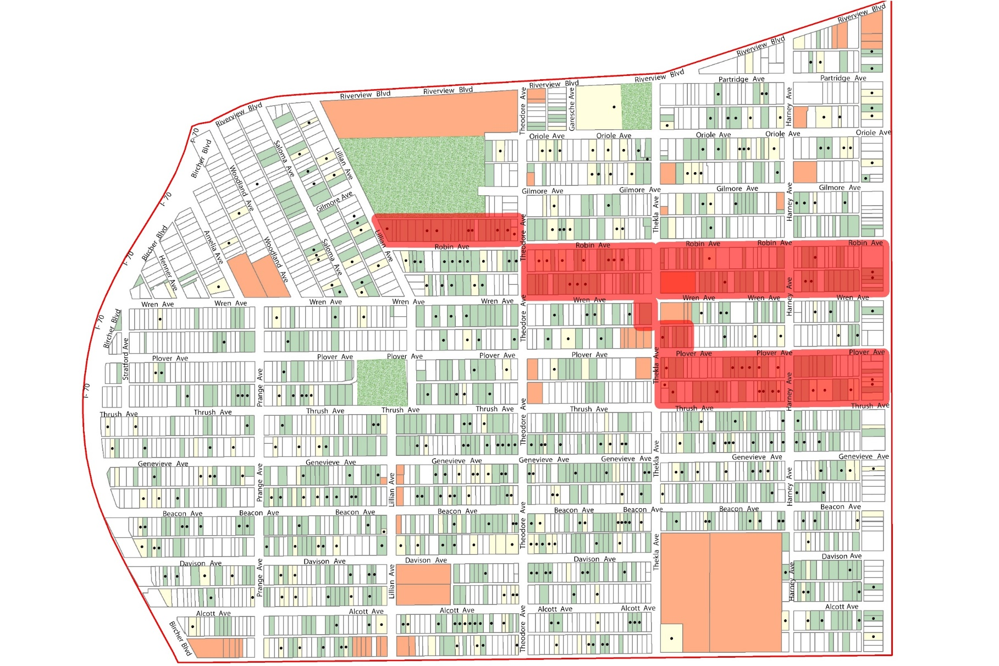 Riverview Blvd
Riverview Blvd
Partridge Ave
Partridge Ave
Riverview Blvd
Riverview Blvd
Riverview Blvd
Riverview Blvd
Riverview Blvd
Theodore Ave
Garesche Ave
Harney Ave
I- 70
Bircher Blvd
Saloma Ave
Lillian Ave
Woodland Ave
Oriole Ave
Oriole Ave
Oriole Ave
Oriole Ave
Oriole Ave
I- 70
Gilmore Ave
Gilmore Ave
Gilmore Ave
Gilmore Ave
Gilmore Ave
Thekla Ave
Harney Ave
Bircher Blvd
Amelia Ave
Woodland Ave
Saloma Ave
Lillian Ave
Theodore Ave
Robin Ave
Robin Ave
Robin Ave
Robin Ave
Robin Ave
I- 70
Henner Ave
Harney Ave
Wren Ave
Wren Ave
Wren Ave
Wren Ave
Wren Ave
Wren Ave
Wren Ave
Wren Ave
Wren Ave
I- 70
Bircher Blvd
Theodore Ave
Stratford Ave
Plover Ave
Plover Ave
Plover Ave
Plover Ave
Plover Ave
Plover Ave
Plover Ave
Plover Ave
Thekla Ave
Harney Ave
I- 70
Prange Ave
Thrush Ave
Thrush Ave
Thrush Ave
Thrush Ave
Thrush Ave
Thrush Ave
Thrush Ave
Thrush Ave
Theodore Ave
Thekla Ave
Genevieve Ave
Genevieve Ave
Genevieve Ave
Genevieve Ave
Genevieve Ave
Genevieve Ave
Genevieve Ave
Prange Ave
Lillian Ave
Harney Ave
Beacon Ave
Beacon Ave
Beacon Ave
Beacon Ave
Beacon Ave
Beacon Ave
Beacon Ave
Beacon Ave
Theodore Ave
Thekla Ave
Davison Ave
Davison Ave
Davison Ave
Davison Ave
Davison Ave
Prange Ave
Lillian Ave
Harney Ave
Alcott Ave
Alcott Ave
Alcott Ave
Alcott Ave
Alcott Ave
Alcott Ave
Bircher Blvd
Theodore Ave